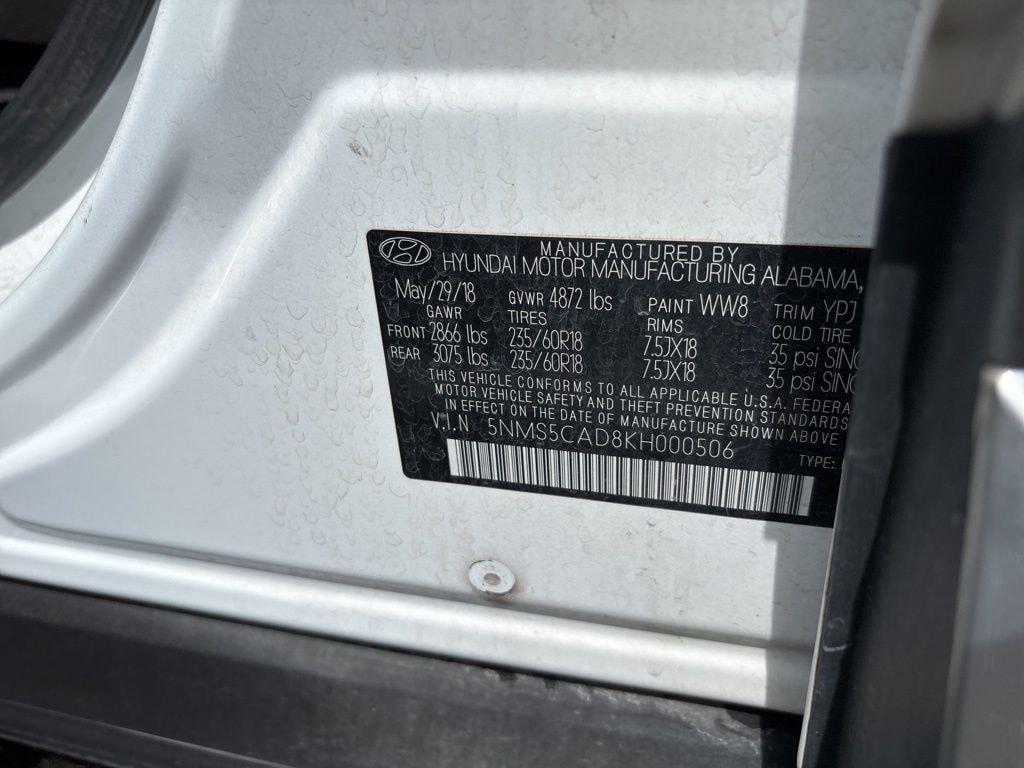 MANUFACTURED BY
HYUNDAI MOTOR MANUFACTURING ALABAMA,
May/29/18 GVWR 4872 lbs PAINT WW8 TRIM YPJ
GAWR TIRES RIMS COLD TIRE
FRONT 2866 lbs 235/60R18 7.5JX18 35 psi SING
REAR 3075 lbs 235/60R18 7.5JX18 35 psi SING
THIS VEHICLE CONFORMS TO ALL APPLICABLE U.S.A. FEDERA
MOTOR VEHICLE SAFETY AND THEFT PREVENTION STANDARDS
IN EFFECT ON THE DATE OF MANUFACTURE SHOWN ABOVE
V.I.N 5NMS5CAD8KH000506
TYPE: